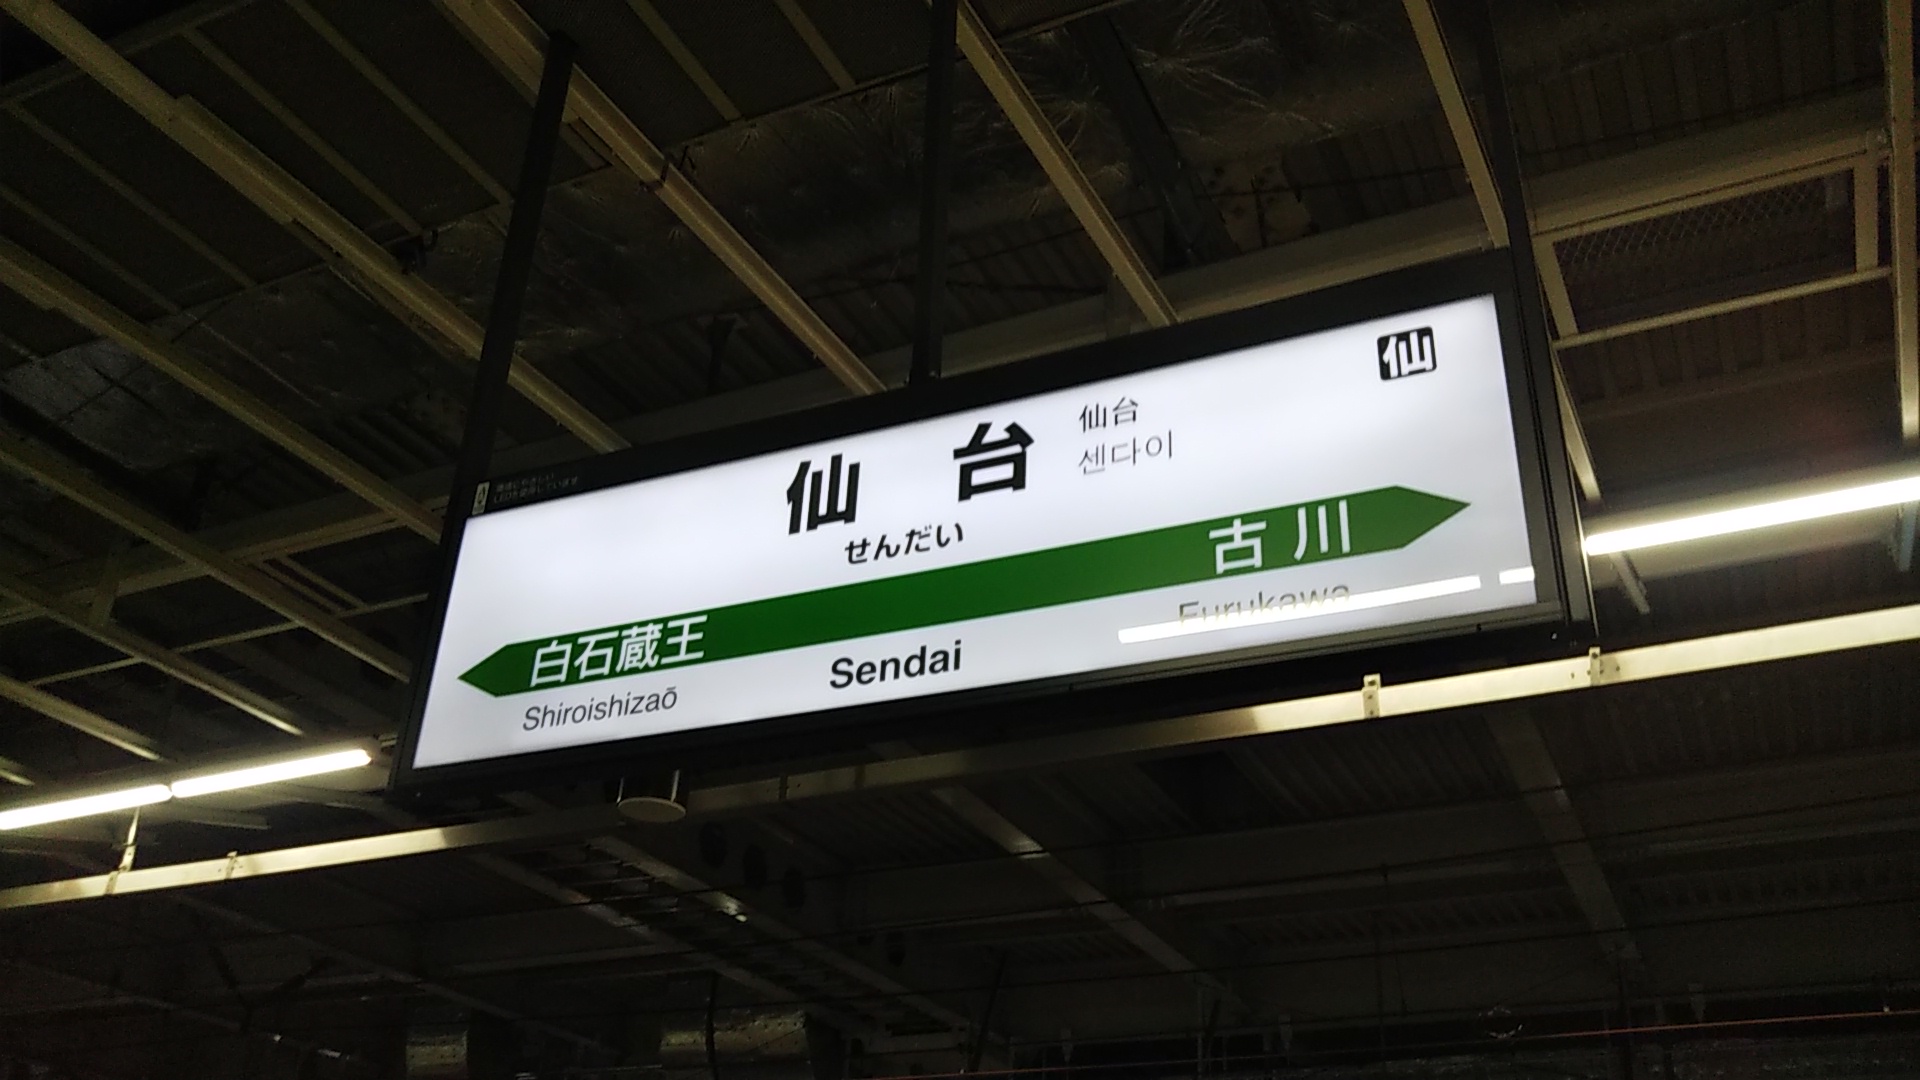 仙
仙台
仙台
센다이
せんだい
古川
Furukawa
白石蔵王
Shiroishizaō
Sendai